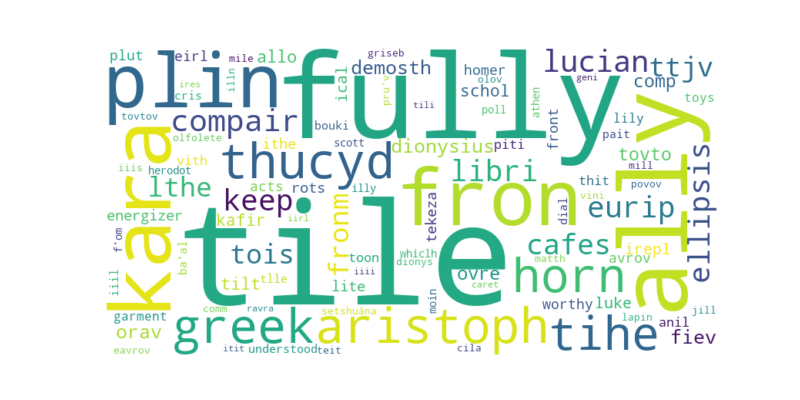 plut
eirl
mile
allo
griseb
homer
lucian
ttjv
plin
fully
demosth
olov
geni
comp
ires
cris
illn
ical
pru'v
schol
toys
tovtov
compair
bouki
tili
poll
athen
front
lily
olfolete
scott
dionysius
piti
pait
tovto
ally
kara
iiis
vith
ithe
thucyd
libri
mill
herodot
lthe
acts
rots
illy
keep
fron
thit
povov
ellipsis
energizer
kafir
iirl
fronm
tekeza
dial
vini
eurip
f'om
ba'al
tois
tile
toon
whiclh
dionys
cafes
irepl
iiil
tilt
tlle
iiii
lite
ovre
matth
avrov
horn
caret
garment
comm
ravra
setshuäna
moin
worthy
luke
lapin
jill
orav
greek
aristoph
tihe
anil
fiev
eavrov
itit
understood
teit
cila